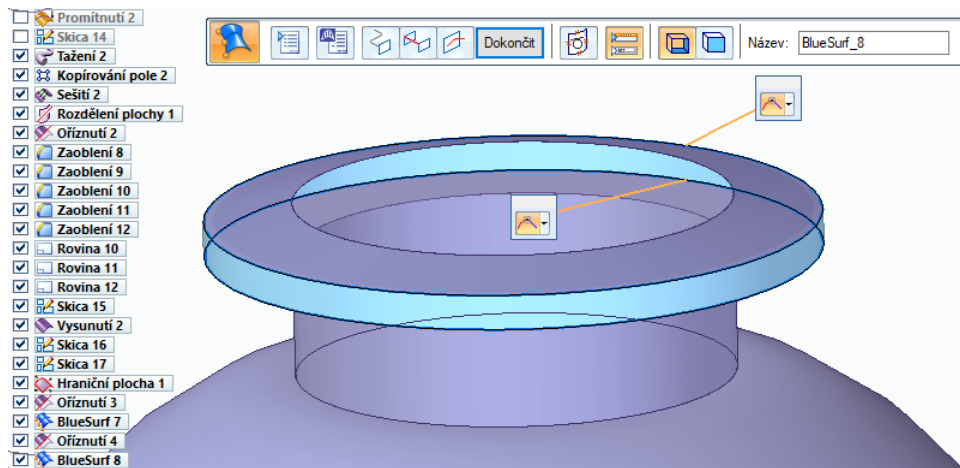 Promítnutí 2
Skica 14
Tažení 2
Kopírování pole 2
Sešití 2
Rozdělení plochy 1
Oříznutí 2
Zaoblení 8
Zaoblení 9
Zaoblení 10
Zaoblení 11
Zaoblení 12
Rovina 10
Rovina 11
Rovina 12
Skica 15
Vysunutí 2
Skica 16
Skica 17
Hraniční plocha 1
Oříznutí 3
BlueSurf 7
Oříznutí 4
BlueSurf 8
Dokončit
Název: BlueSurf_8